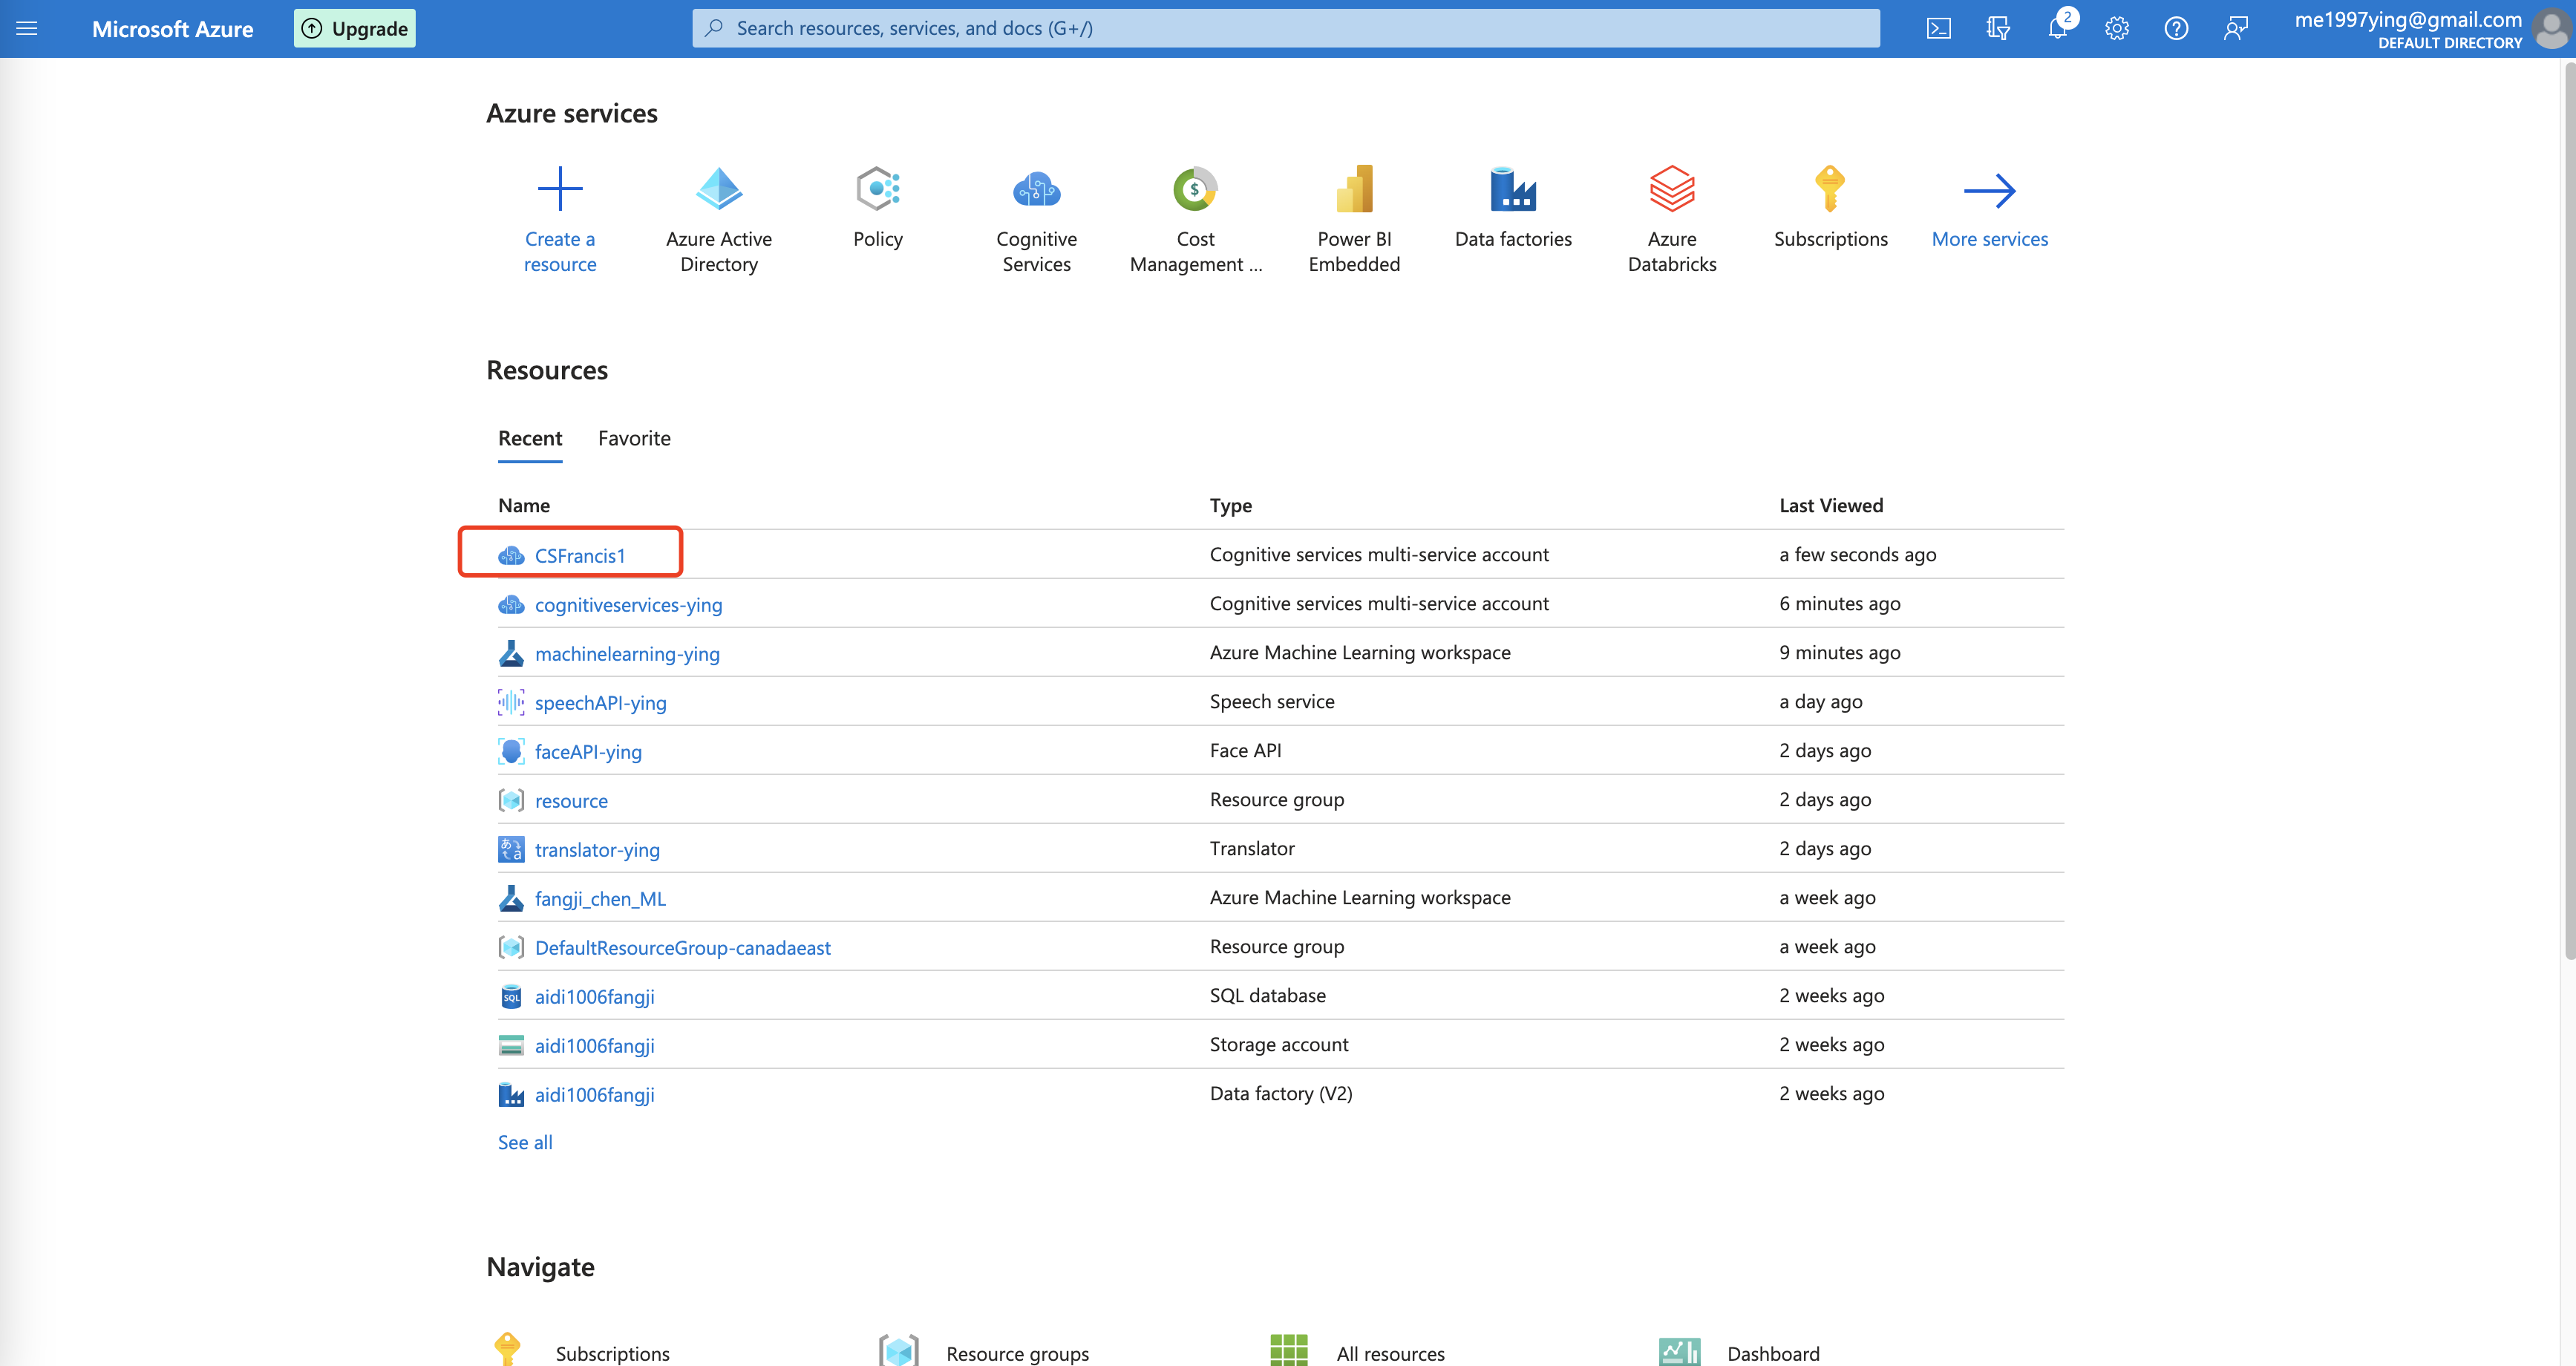 Microsoft Azure
Upgrade
Search resources, services, and docs (G+/)
2
me1997ying@gmail.com
DEFAULT DIRECTORY
Azure services
Create a resource
Azure Active Directory
Policy
Cognitive Services
$
Cost Management ...
Power BI Embedded
Data factories
Azure Databricks
Subscriptions
More services
Resources
Recent Favorite
Name Type Last Viewed
CSFrancis1 Cognitive services multi-service account a few seconds ago
cognitiveservices-ying Cognitive services multi-service account 6 minutes ago
machinelearning-ying Azure Machine Learning workspace 9 minutes ago
speechAPI-ying Speech service a day ago
faceAPI-ying Face API 2 days ago
resource Resource group 2 days ago
あ a translator-ying Translator 2 days ago
fangji_chen_ML Azure Machine Learning workspace a week ago
DefaultResourceGroup-canadaeast Resource group a week ago
SQL aidi1006fangji SQL database 2 weeks ago
aidi1006fangji Storage account 2 weeks ago
aidi1006fangji Data factory (V2) 2 weeks ago
See all
Navigate
Subscriptions Resource groups All resources Dashboard